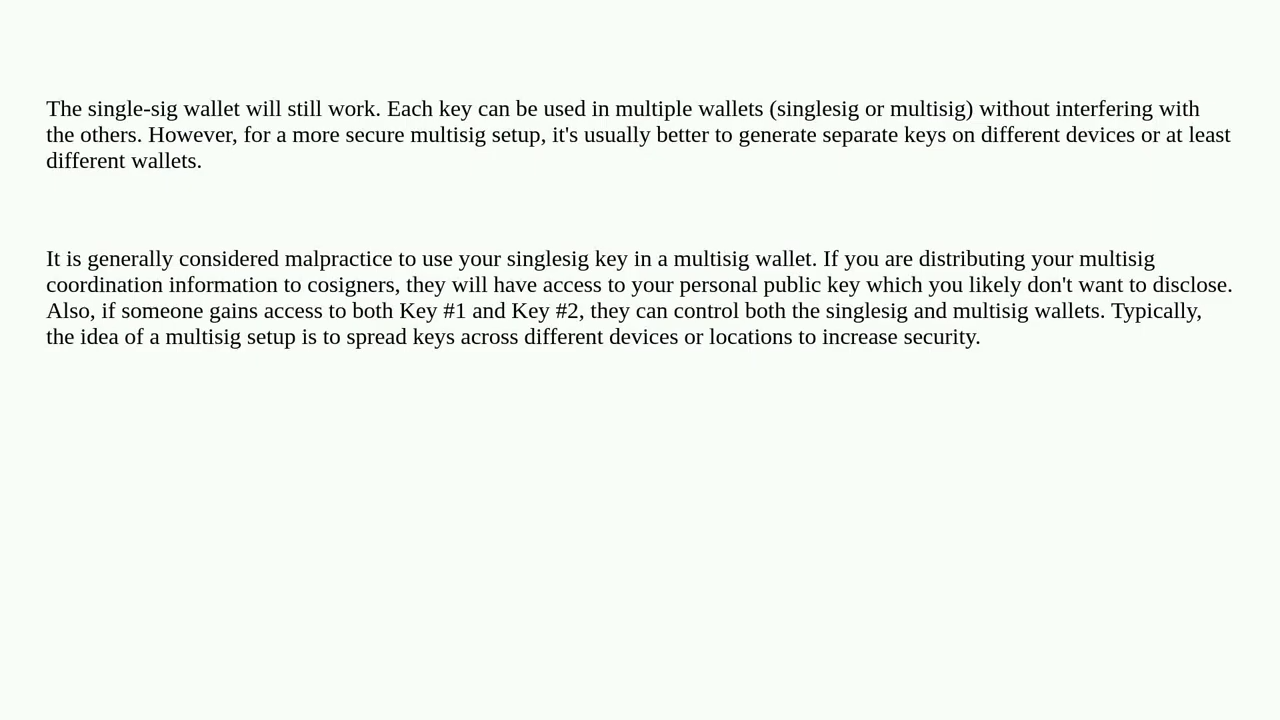 The single-sig wallet will still work. Each key can be used in multiple wallets (singlesig or multisig) without interfering with
the others. However, for a more secure multisig setup, it's usually better to generate separate keys on different devices or at least
different wallets.
It is generally considered malpractice to use your singlesig key in a multisig wallet. If you are distributing your multisig
coordination information to cosigners, they will have access to your personal public key which you likely don't want to disclose.
Also, if someone gains access to both Key #1 and Key #2, they can control both the singlesig and multisig wallets. Typically,
the idea of a multisig setup is to spread keys across different devices or locations to increase security.